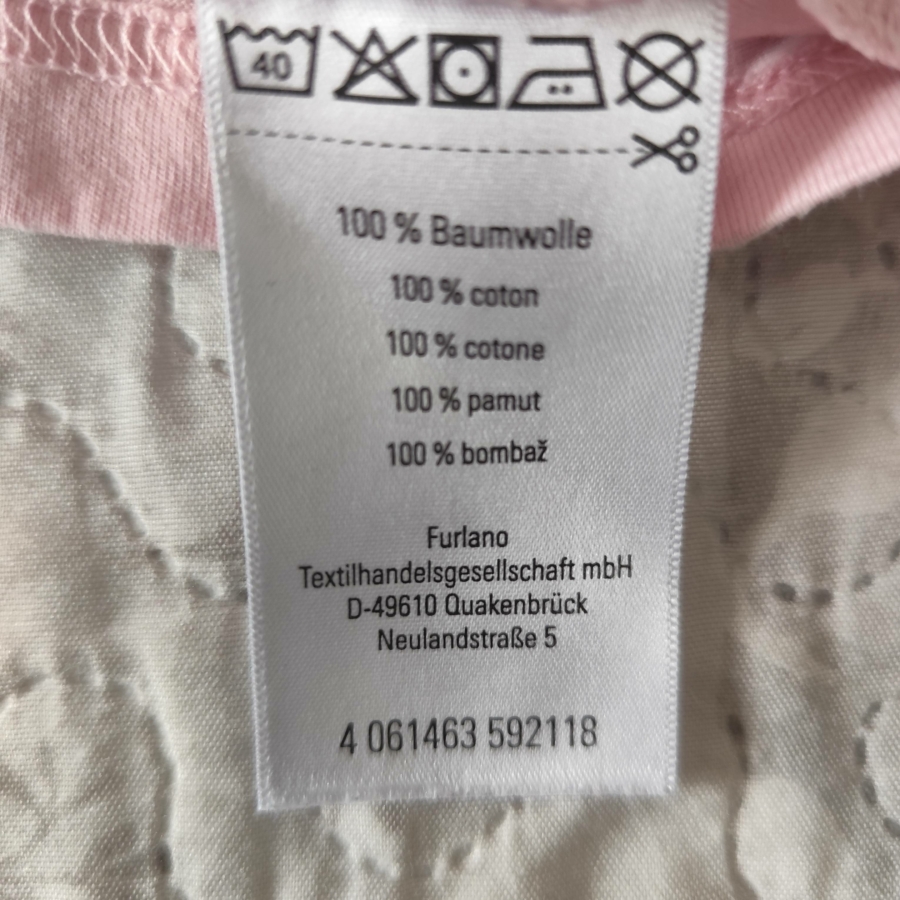 40
100 % Baumwolle
100 % coton
100 % cotone
100 % pamut
100 % bombaž
Furlano
Textilhandelsgesellschaft mbH
D-49610 Quakenbrück
Neulandstraße 5
4 061463 592118